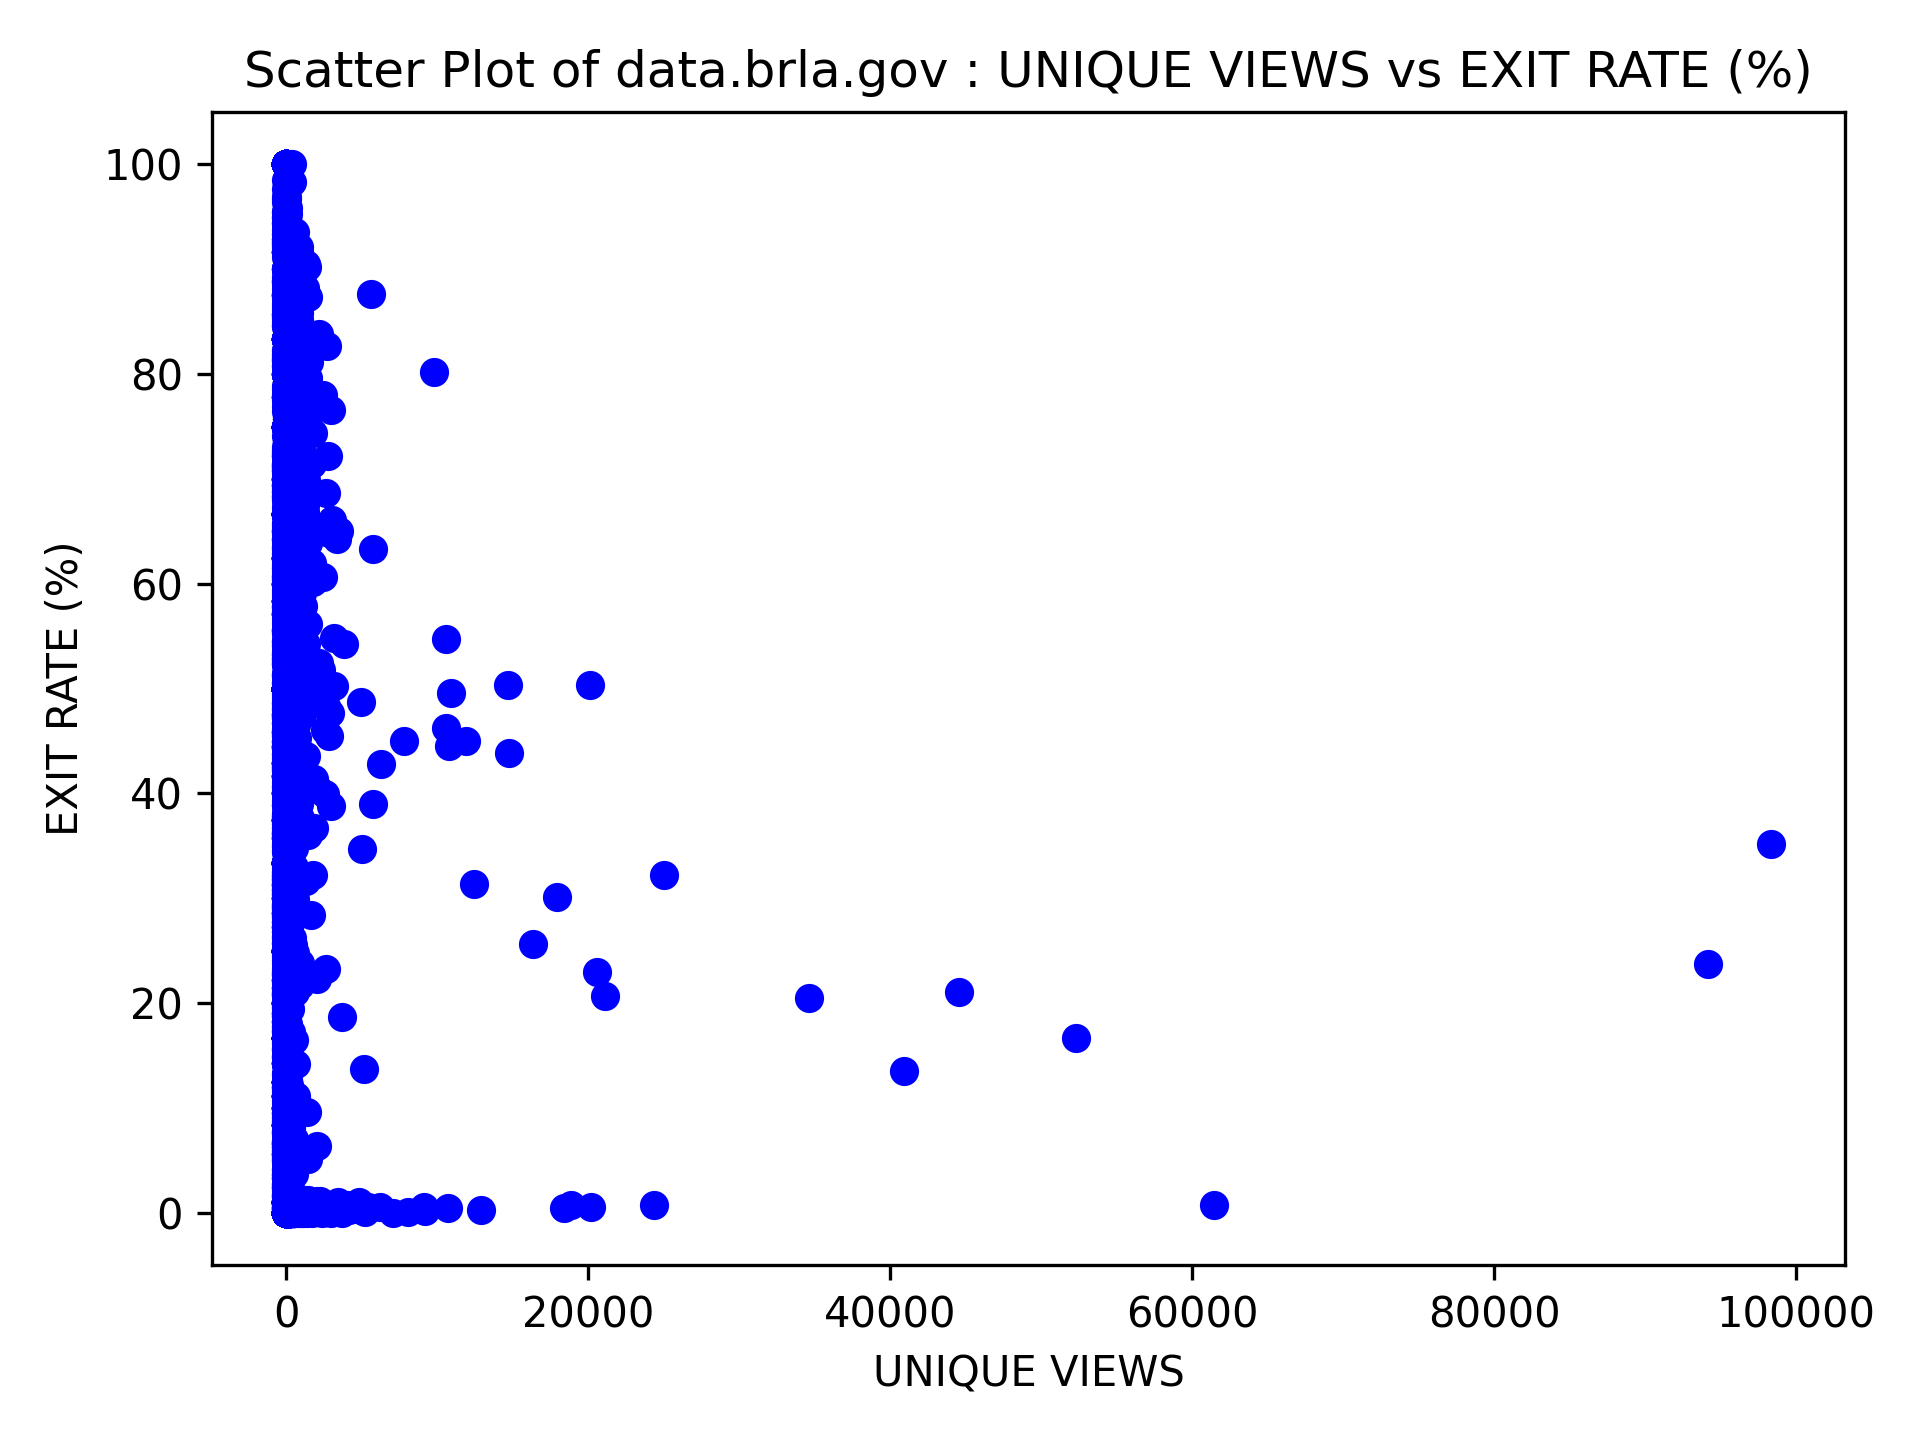 Scatter Plot of data.brla.gov : UNIQUE VIEWS vs EXIT RATE (%)
100
80
60
40
20
0
EXIT RATE (%)
0 20000 40000 60000 80000 100000
UNIQUE VIEWS